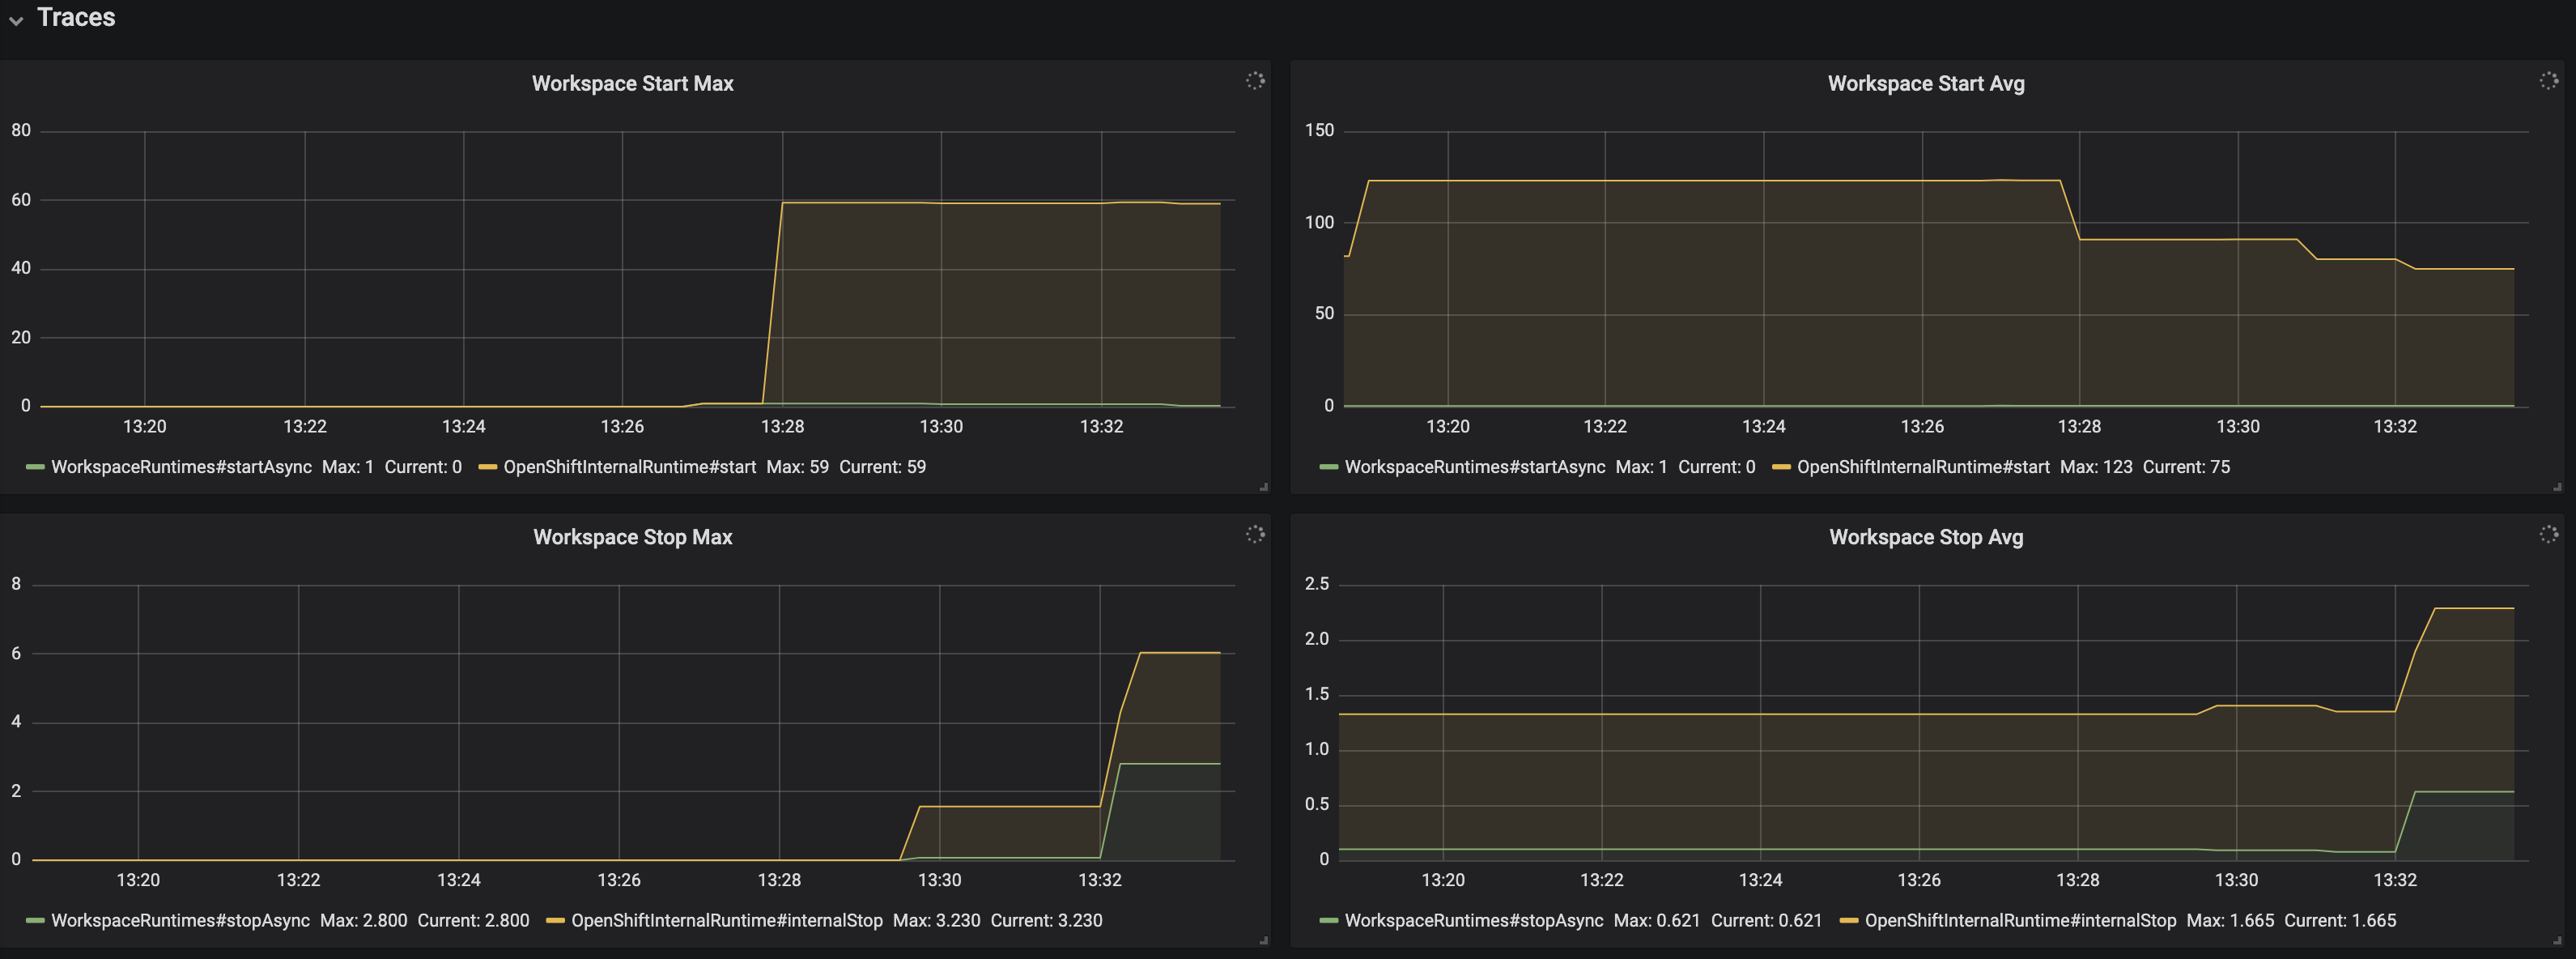 Traces
Workspace Start Max
80
60
40
20
0
13:20 13:22 13:24 13:26 13:28 13:30 13:32
WorkspaceRuntimes#startAsync Max: 1 Current: 0 OpenShiftInternalRuntime#start Max: 59 Current: 59
Workspace Start Avg
150
100
50
0
13:20 13:22 13:24 13:26 13:28 13:30 13:32
WorkspaceRuntimes#startAsync Max: 1 Current: 0 OpenShiftInternalRuntime#start Max: 123 Current: 75
Workspace Stop Max
8
6
4
2
0
13:20 13:22 13:24 13:26 13:28 13:30 13:32
WorkspaceRuntimes#stopAsync Max: 2.800 Current: 2.800 OpenShiftInternalRuntime#internalStop Max: 3.230 Current: 3.230
Workspace Stop Avg
2.5
2.0
1.5
1.0
0.5
0
13:20 13:22 13:24 13:26 13:28 13:30 13:32
WorkspaceRuntimes#stopAsync Max: 0.621 Current: 0.621 OpenShiftInternalRuntime#internalStop Max: 1.665 Current: 1.665